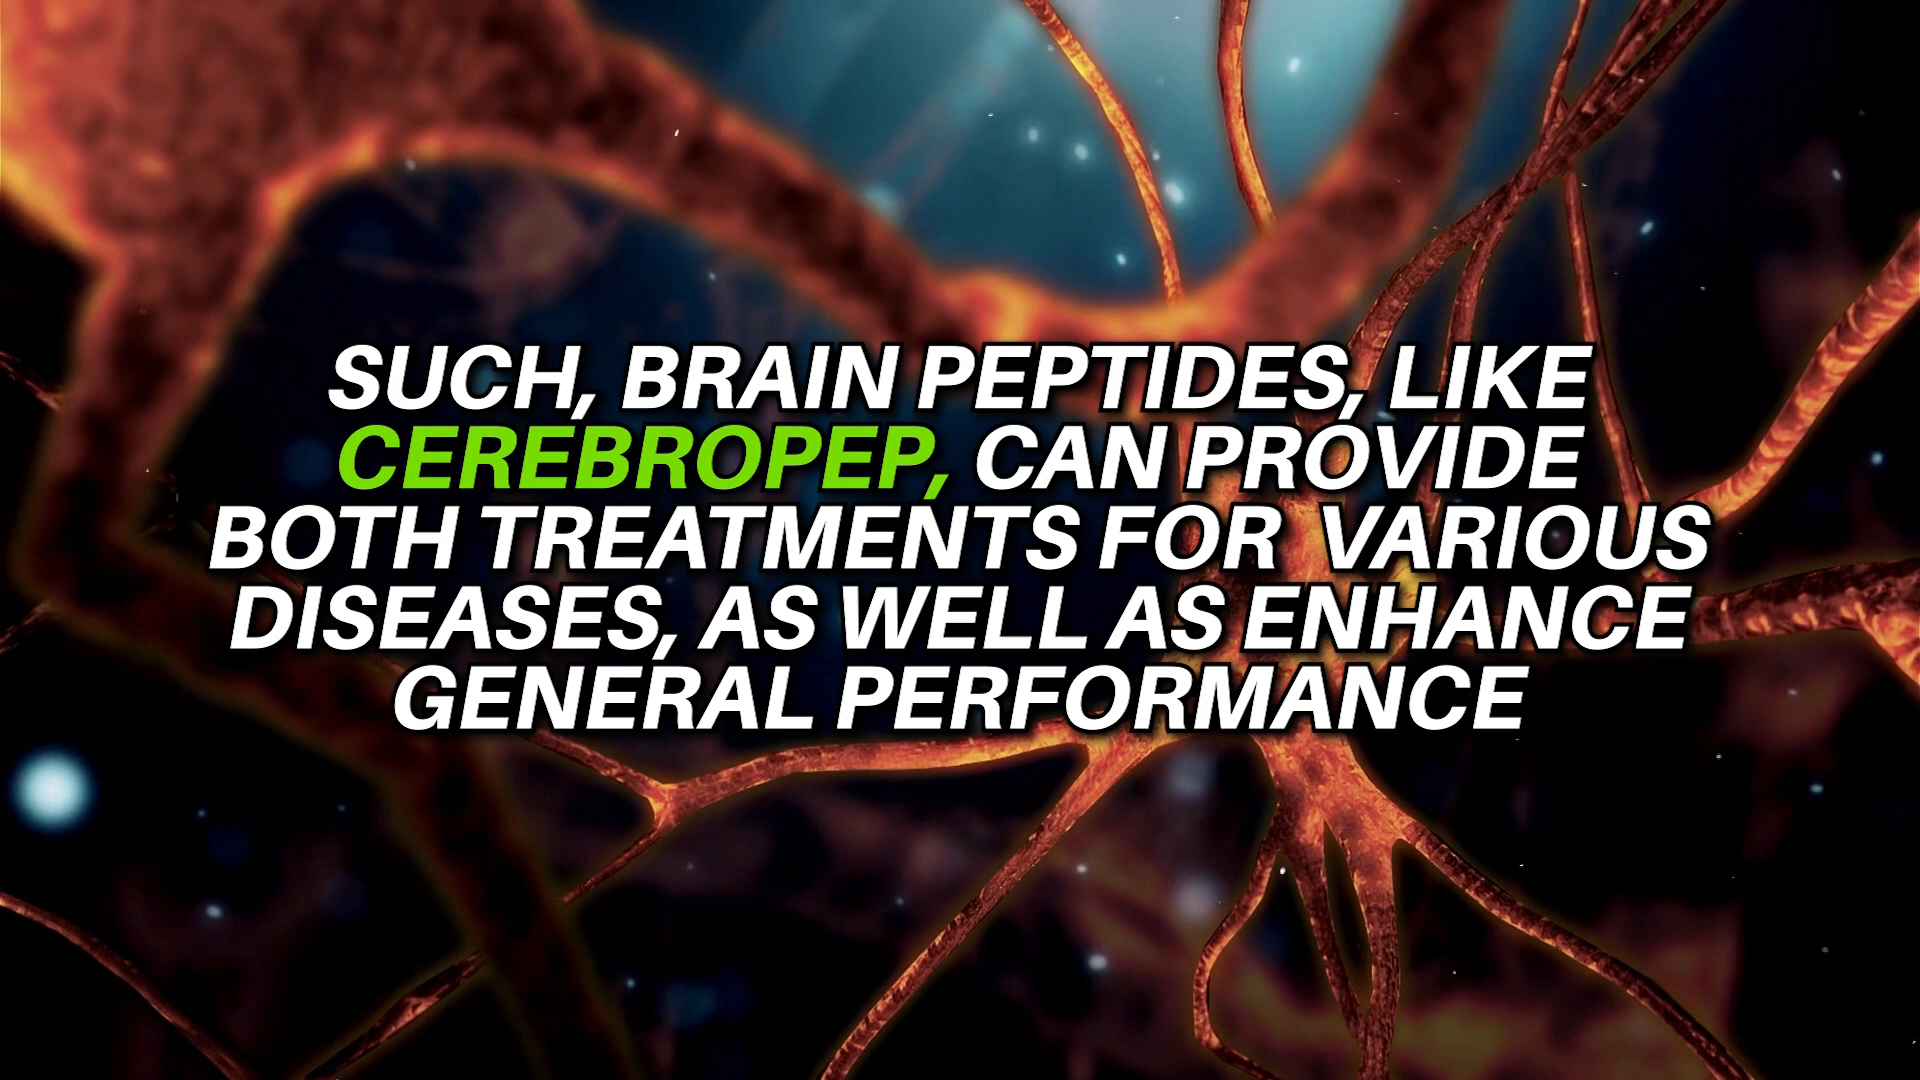 SUCH, BRAIN PEPTIDES, LIKE
CEREBROPEP, CAN PROVIDE
BOTH TREATMENTS FOR VARIOUS
DISEASES, AS WELL AS ENHANCE
GENERAL PERFORMANCE